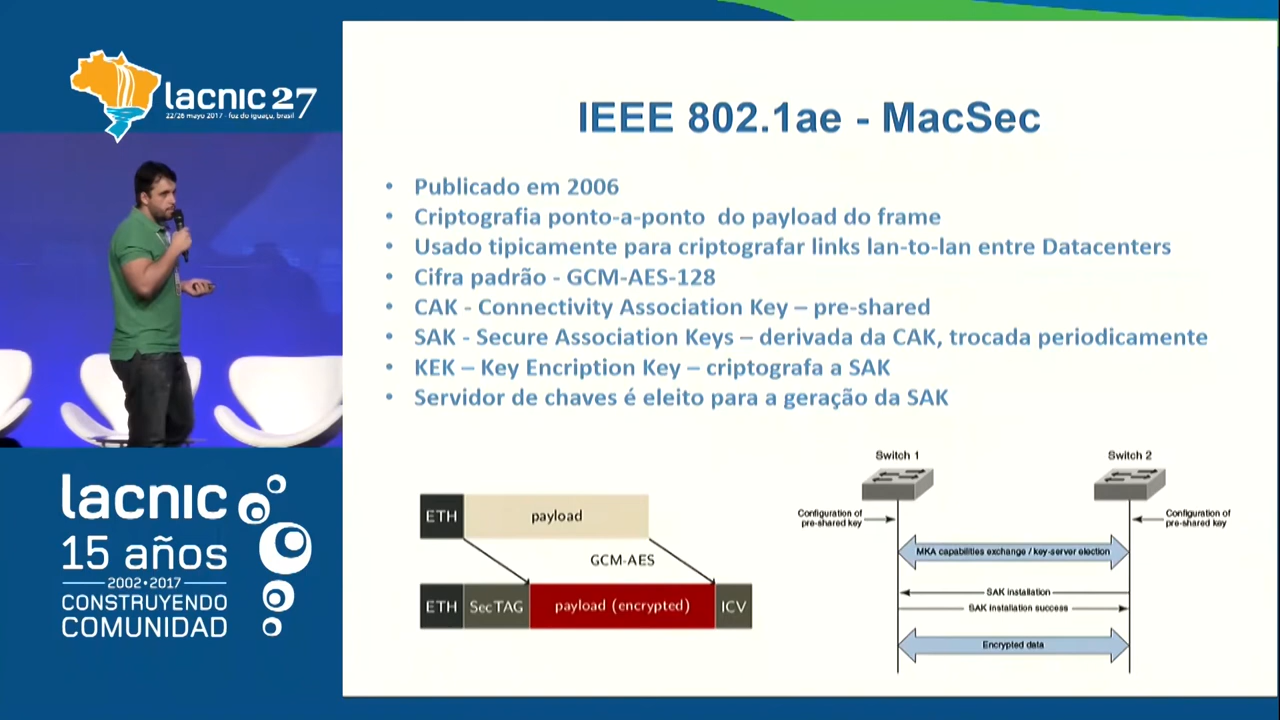 lacnic 27
22/26 mayo 2017 - foz do iguaçu, brasil
IEEE 802.1ae - MacSec
• Publicado em 2006
• Criptografia ponto-a-ponto do payload do frame
• Usado tipicamente para criptografar links lan-to-lan entre Datacenters
• Cifra padrão - GCM-AES-128
• CAK - Connectivity Association Key – pre-shared
• SAK - Secure Association Keys – derivada da CAK, trocada periodicamente
• KEK – Key Encription Key – criptografa a SAK
• Servidor de chaves é eleito para a geração da SAK
ETH payload
GCM-AES
ETH SecTAG payload (encrypted) ICV
Switch 1 Switch 2
Configuration of
pre-shared key
Configuration of
pre-shared key
MKA capabilities exchange / key-server election
SAK installation
SAK installation success
Encrypted data
lacnic
15 años
2002•2017
CONSTRUYENDO
COMUNIDAD